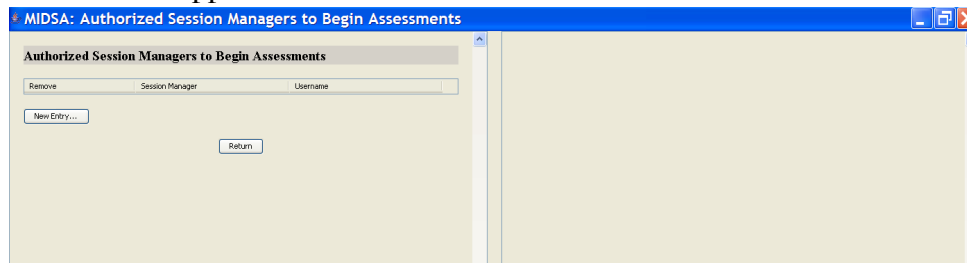 MIDSA: Authorized Session Managers to Begin Assessments
Authorized Session Managers to Begin Assessments
Remove Session Manager Username
New Entry...
Return